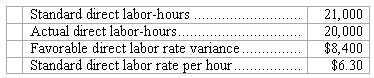 Standard direct labor-hours .............................. 21,000
Actual direct labor-hours................................. 20,000
Favorable direct labor rate variance................. $8,400
Standard direct labor rate per hour................... $6.30